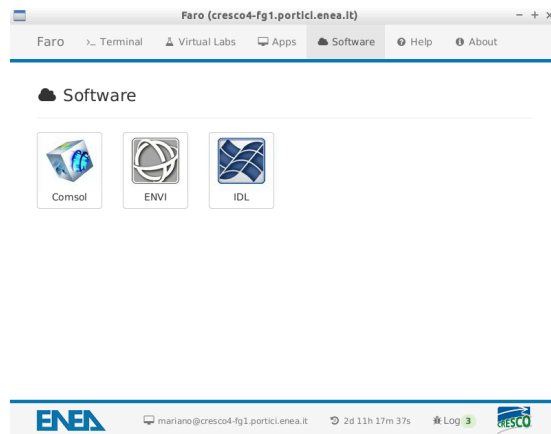 Faro (cresco4-fg1.portici.enea.it)
Faro Terminal Virtual Labs Apps Software Help About
Software
Comsol ENVI IDL
ENEA mariano@cresco4-fg1.portici.enea.it 2d 11h 17m 37s Log 3 CRESCO